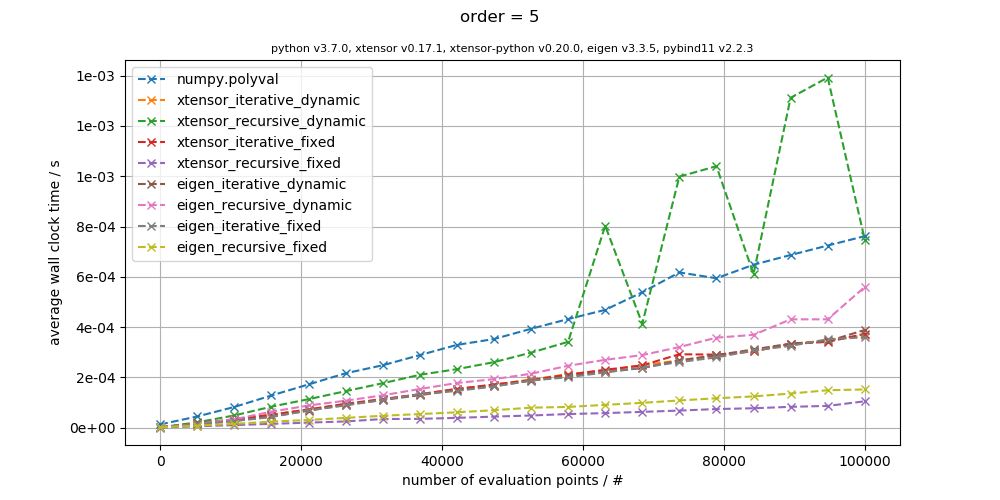 order = 5
python v3.7.0, xtensor v0.17.1, xtensor-python v0.20.0, eigen v3.3.5, pybind11 v2.2.3
average wall clock time / s
1e-03
1e-03
1e-03
8e-04
6e-04
4e-04
2e-04
0e+00
numpy.polyval
xtensor_iterative_dynamic
xtensor_recursive_dynamic
xtensor_iterative_fixed
xtensor_recursive_fixed
eigen_iterative_dynamic
eigen_recursive_dynamic
eigen_iterative_fixed
eigen_recursive_fixed
0 20000 40000 60000 80000 100000
number of evaluation points / #